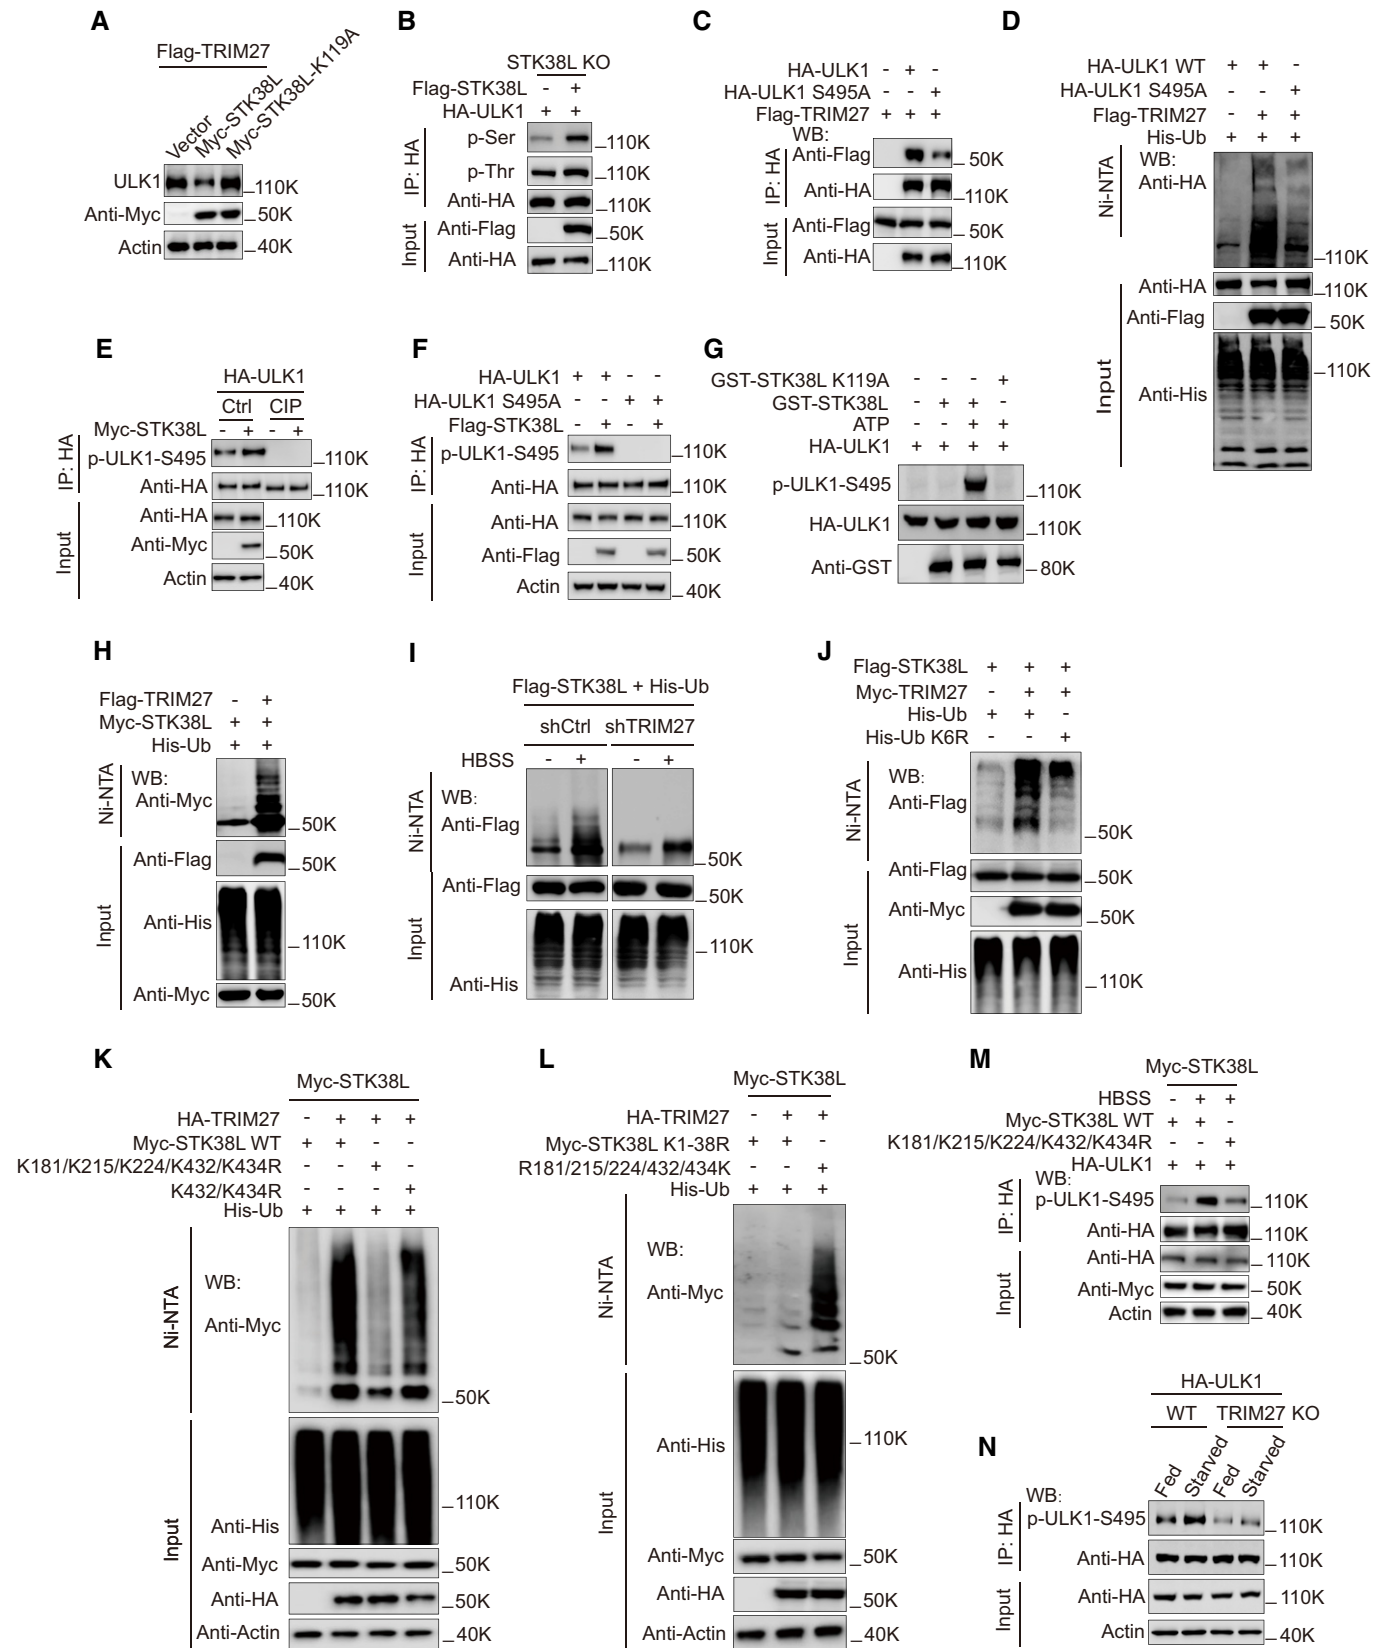 A
Flag-TRIM27
Vector
Myc-STK38L
Myc-STK38L-K119A
ULK1
110K
Anti-Myc
50K
Actin
40K
B
STK38L KO
Flag-STK38L - +
HA-ULK1 + +
IP: HA
p-Ser
110K
p-Thr
110K
Anti-HA
110K
Input
Anti-Flag
50K
Anti-HA
110K
C
HA-ULK1 - + -
HA-ULK1 S495A - - +
Flag-TRIM27 + + +
WB:
IP: HA
Anti-Flag
50K
Anti-HA
110K
Input
Anti-Flag
50K
Anti-HA
110K
D
HA-ULK1 WT + + -
HA-ULK1 S495A - - +
Flag-TRIM27 - + +
His-Ub + + +
Ni-NTA
WB:
Anti-HA
110K
Input
Anti-HA
110K
Anti-Flag
50K
110K
Anti-His
E
HA-ULK1
Ctrl CIP
Myc-STK38L - + - +
IP: HA
p-ULK1-S495
110K
Anti-HA
110K
Input
Anti-HA
110K
Anti-Myc
50K
Actin
40K
F
HA-ULK1 + + - -
HA-ULK1 S495A - - + +
Flag-STK38L - + - +
IP: HA
p-ULK1-S495
110K
Anti-HA
110K
Input
Anti-HA
110K
Anti-Flag
50K
Actin
40K
G
GST-STK38L K119A - - - +
GST-STK38L - + + -
ATP - - + +
HA-ULK1 + + + +
p-ULK1-S495
110K
HA-ULK1
110K
Anti-GST
80K
H
Flag-TRIM27 - +
Myc-STK38L + +
His-Ub + +
Ni-NTA
WB:
Anti-Myc
50K
Input
Anti-Flag
50K
Anti-His
110K
Anti-Myc
50K
I
Flag-STK38L + His-Ub
shCtrl shTRIM27
HBSS - + - +
Ni-NTA
WB:
Anti-Flag
50K
Input
Anti-Flag
50K
110K
Anti-His
J
Flag-STK38L + + +
Myc-TRIM27 - + +
His-Ub + + -
His-Ub K6R - - +
Ni-NTA
WB:
Anti-Flag
50K
Input
Anti-Flag
50K
Anti-Myc
50K
Anti-His
110K
K
Myc-STK38L
HA-TRIM27 - + + +
Myc-STK38L WT + + - -
K181/K215/K224/K432/K434R - - + -
K432/K434R - - - +
His-Ub + + + +
Ni-NTA
WB:
Anti-Myc
50K
Input
110K
Anti-His
Anti-Myc
50K
Anti-HA
50K
Anti-Actin
40K
L
Myc-STK38L
HA-TRIM27 - + +
Myc-STK38L K1-38R + + -
R181/215/224/432/434K - - +
His-Ub + + +
Ni-NTA
WB:
Anti-Myc
50K
Input
Anti-His
110K
Anti-Myc
50K
Anti-HA
50K
Anti-Actin
40K
M
Myc-STK38L
HBSS - + +
Myc-STK38L WT + + -
K181/K215/K224/K432/K434R - - +
HA-ULK1 + + +
WB:
IP: HA
p-ULK1-S495
110K
Anti-HA
110K
Input
Anti-HA
110K
Anti-Myc
50K
Actin
40K
N
HA-ULK1
WT TRIM27 KO
Fed
Starved
Fed
Starved
WB:
IP: HA
p-ULK1-S495
110K
Anti-HA
110K
Input
Anti-HA
110K
Actin
40K